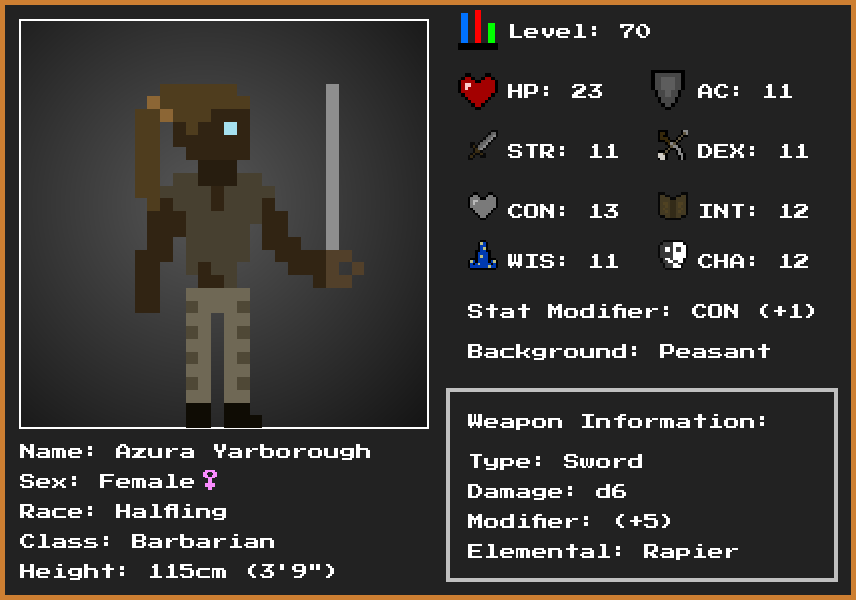 Level: 70
HP: 23
AC: 11
STR: 11
DEX: 11
CON: 13
INT: 12
WIS: 11
CHA: 12
Stat Modifier: CON (+1)
Background: Peasant
Name: Azura Yarborough
Sex: Female♀
Race: Halfling
Class: Barbarian
Height: 115cm (3'9")
Weapon Information:
Type: Sword
Damage: d6
Modifier: (+5)
Elemental: Rapier